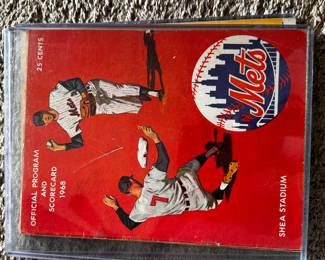 25 CENTS
Mets
OFFICIAL PROGRAM
AND
SCORECARD
1968
7
SHEA STADIUM